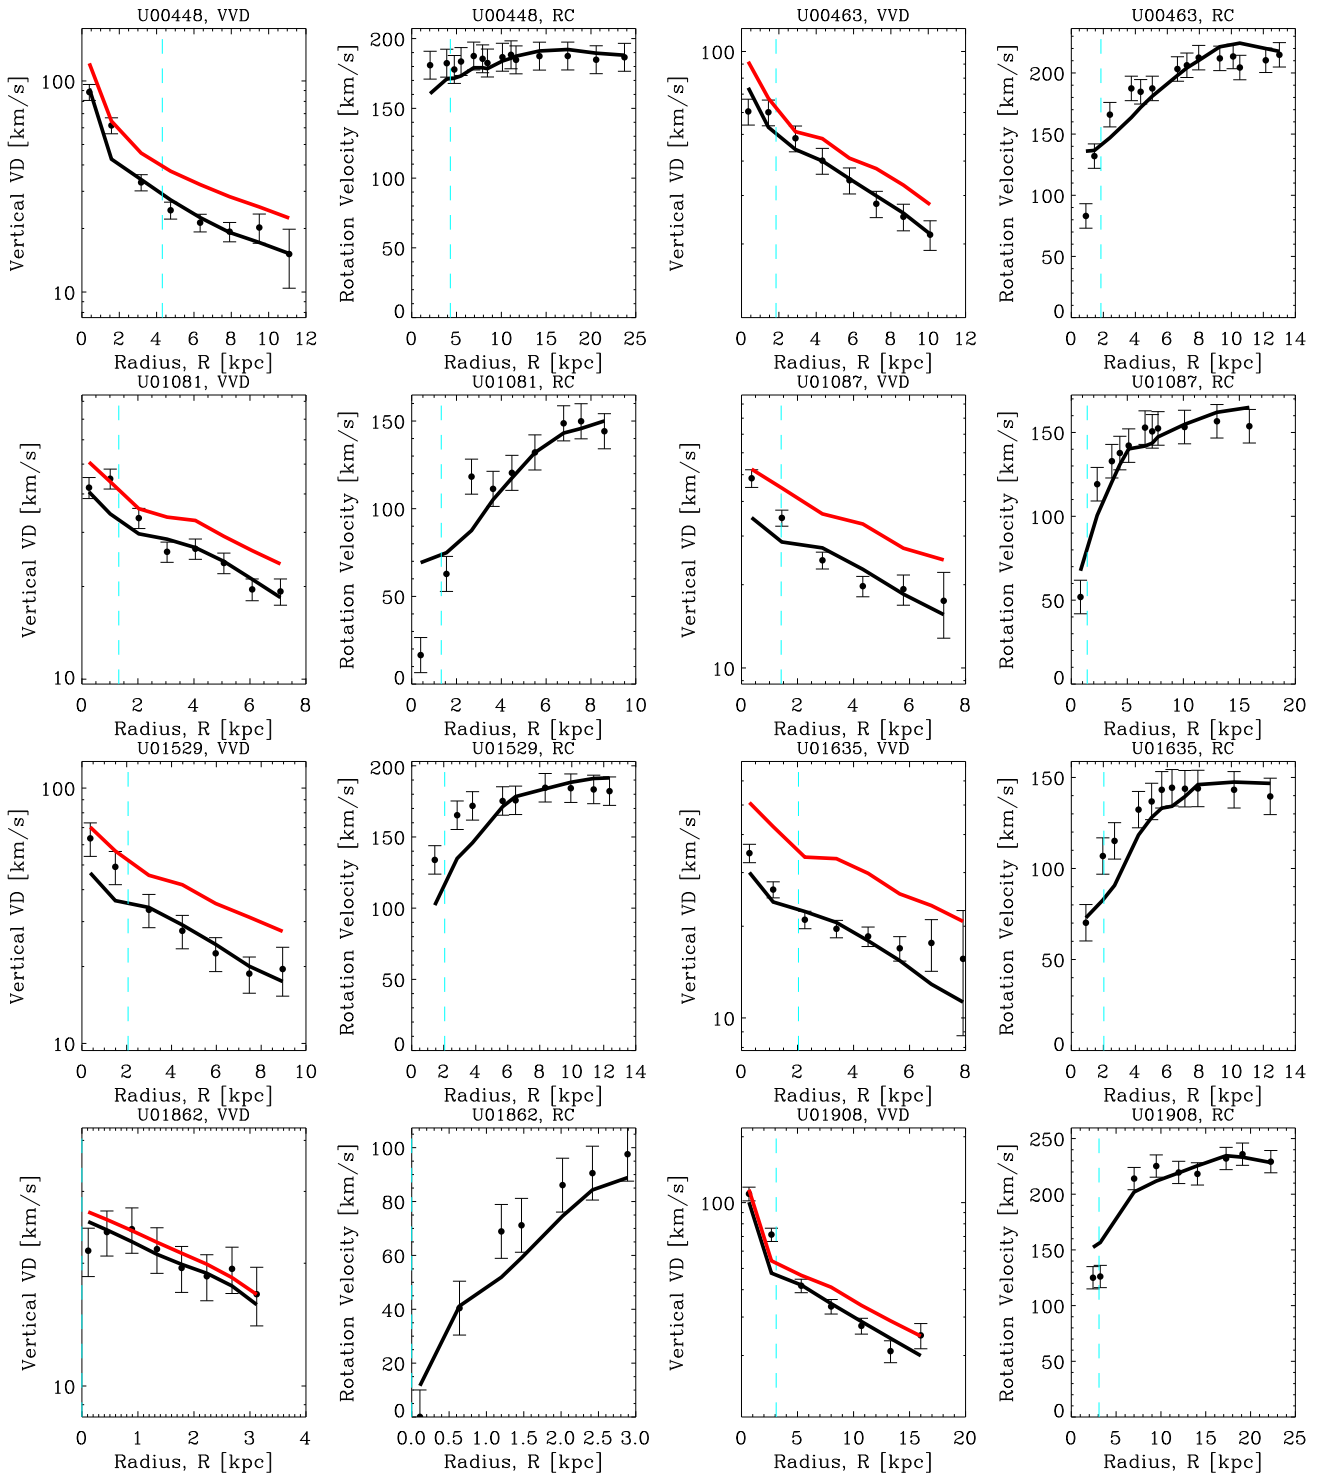 U00448, VVD
U00448, RC
U00463, VVD
U00463, RC
Vertical VD [km/s]
100
10
0 2 4 6 8 10 12
Radius, R [kpc]
Rotation Velocity [km/s]
200
150
100
50
0
0 5 10 15 20 25
Radius, R [kpc]
Vertical VD [km/s]
100
0 2 4 6 8 10 12
Radius, R [kpc]
Rotation Velocity [km/s]
200
150
100
50
0
0 2 4 6 8 10 12 14
Radius, R [kpc]
U01081, VVD
U01081, RC
U01087, VVD
U01087, RC
Vertical VD [km/s]
10
0 2 4 6 8
Radius, R [kpc]
Rotation Velocity [km/s]
150
100
50
0
0 2 4 6 8 10
Radius, R [kpc]
Vertical VD [km/s]
10
0 2 4 6 8
Radius, R [kpc]
Rotation Velocity [km/s]
150
100
50
0
0 5 10 15 20
Radius, R [kpc]
U01529, VVD
U01529, RC
U01635, VVD
U01635, RC
Vertical VD [km/s]
100
10
0 2 4 6 8 10
Radius, R [kpc]
Rotation Velocity [km/s]
200
150
100
50
0
0 2 4 6 8 10 12 14
Radius, R [kpc]
Vertical VD [km/s]
10
0 2 4 6 8
Radius, R [kpc]
Rotation Velocity [km/s]
150
100
50
0
0 2 4 6 8 10 12 14
Radius, R [kpc]
U01862, VVD
U01862, RC
U01908, VVD
U01908, RC
Vertical VD [km/s]
10
0 1 2 3 4
Radius, R [kpc]
Rotation Velocity [km/s]
100
80
60
40
20
0
0.0 0.5 1.0 1.5 2.0 2.5 3.0
Radius, R [kpc]
Vertical VD [km/s]
100
0 5 10 15 20
Radius, R [kpc]
Rotation Velocity [km/s]
250
200
150
100
50
0
0 5 10 15 20 25
Radius, R [kpc]